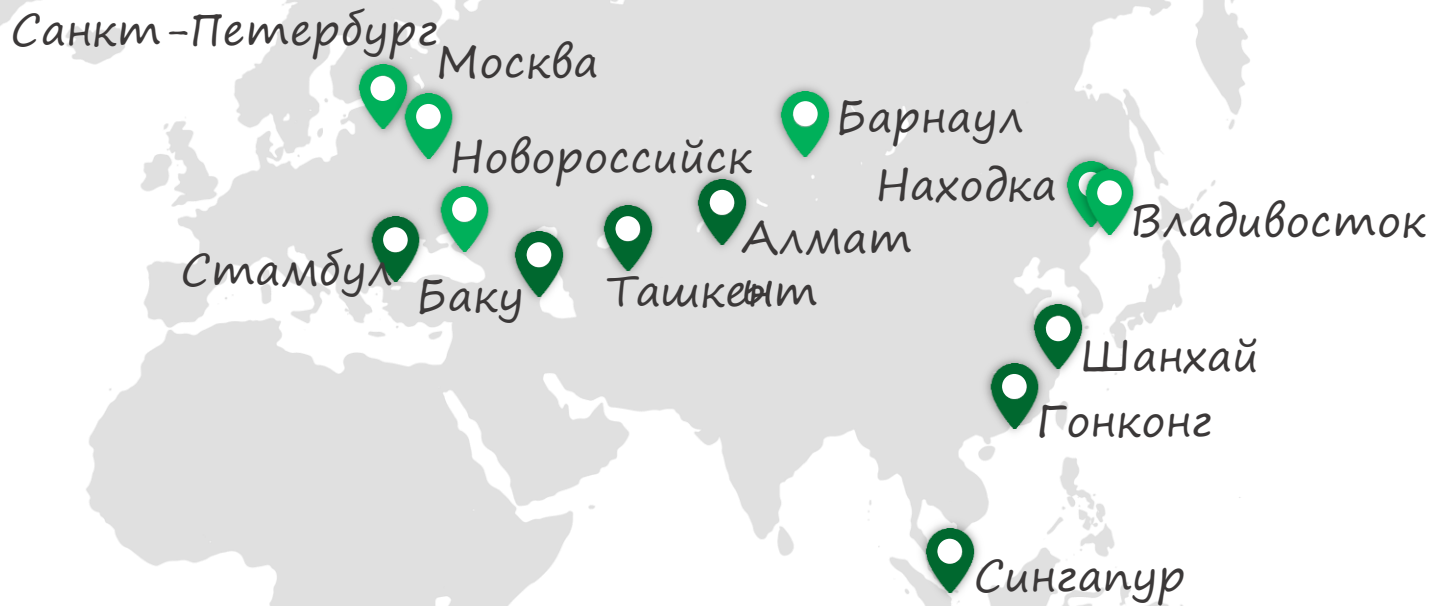 Санкт-Петербург
Москва
Барнаул
Новороссийск
Находка
Владивосток
Алмат
ы
Стамбул
Баку
Ташкент
Шанхай
Гонконг
Сингапур